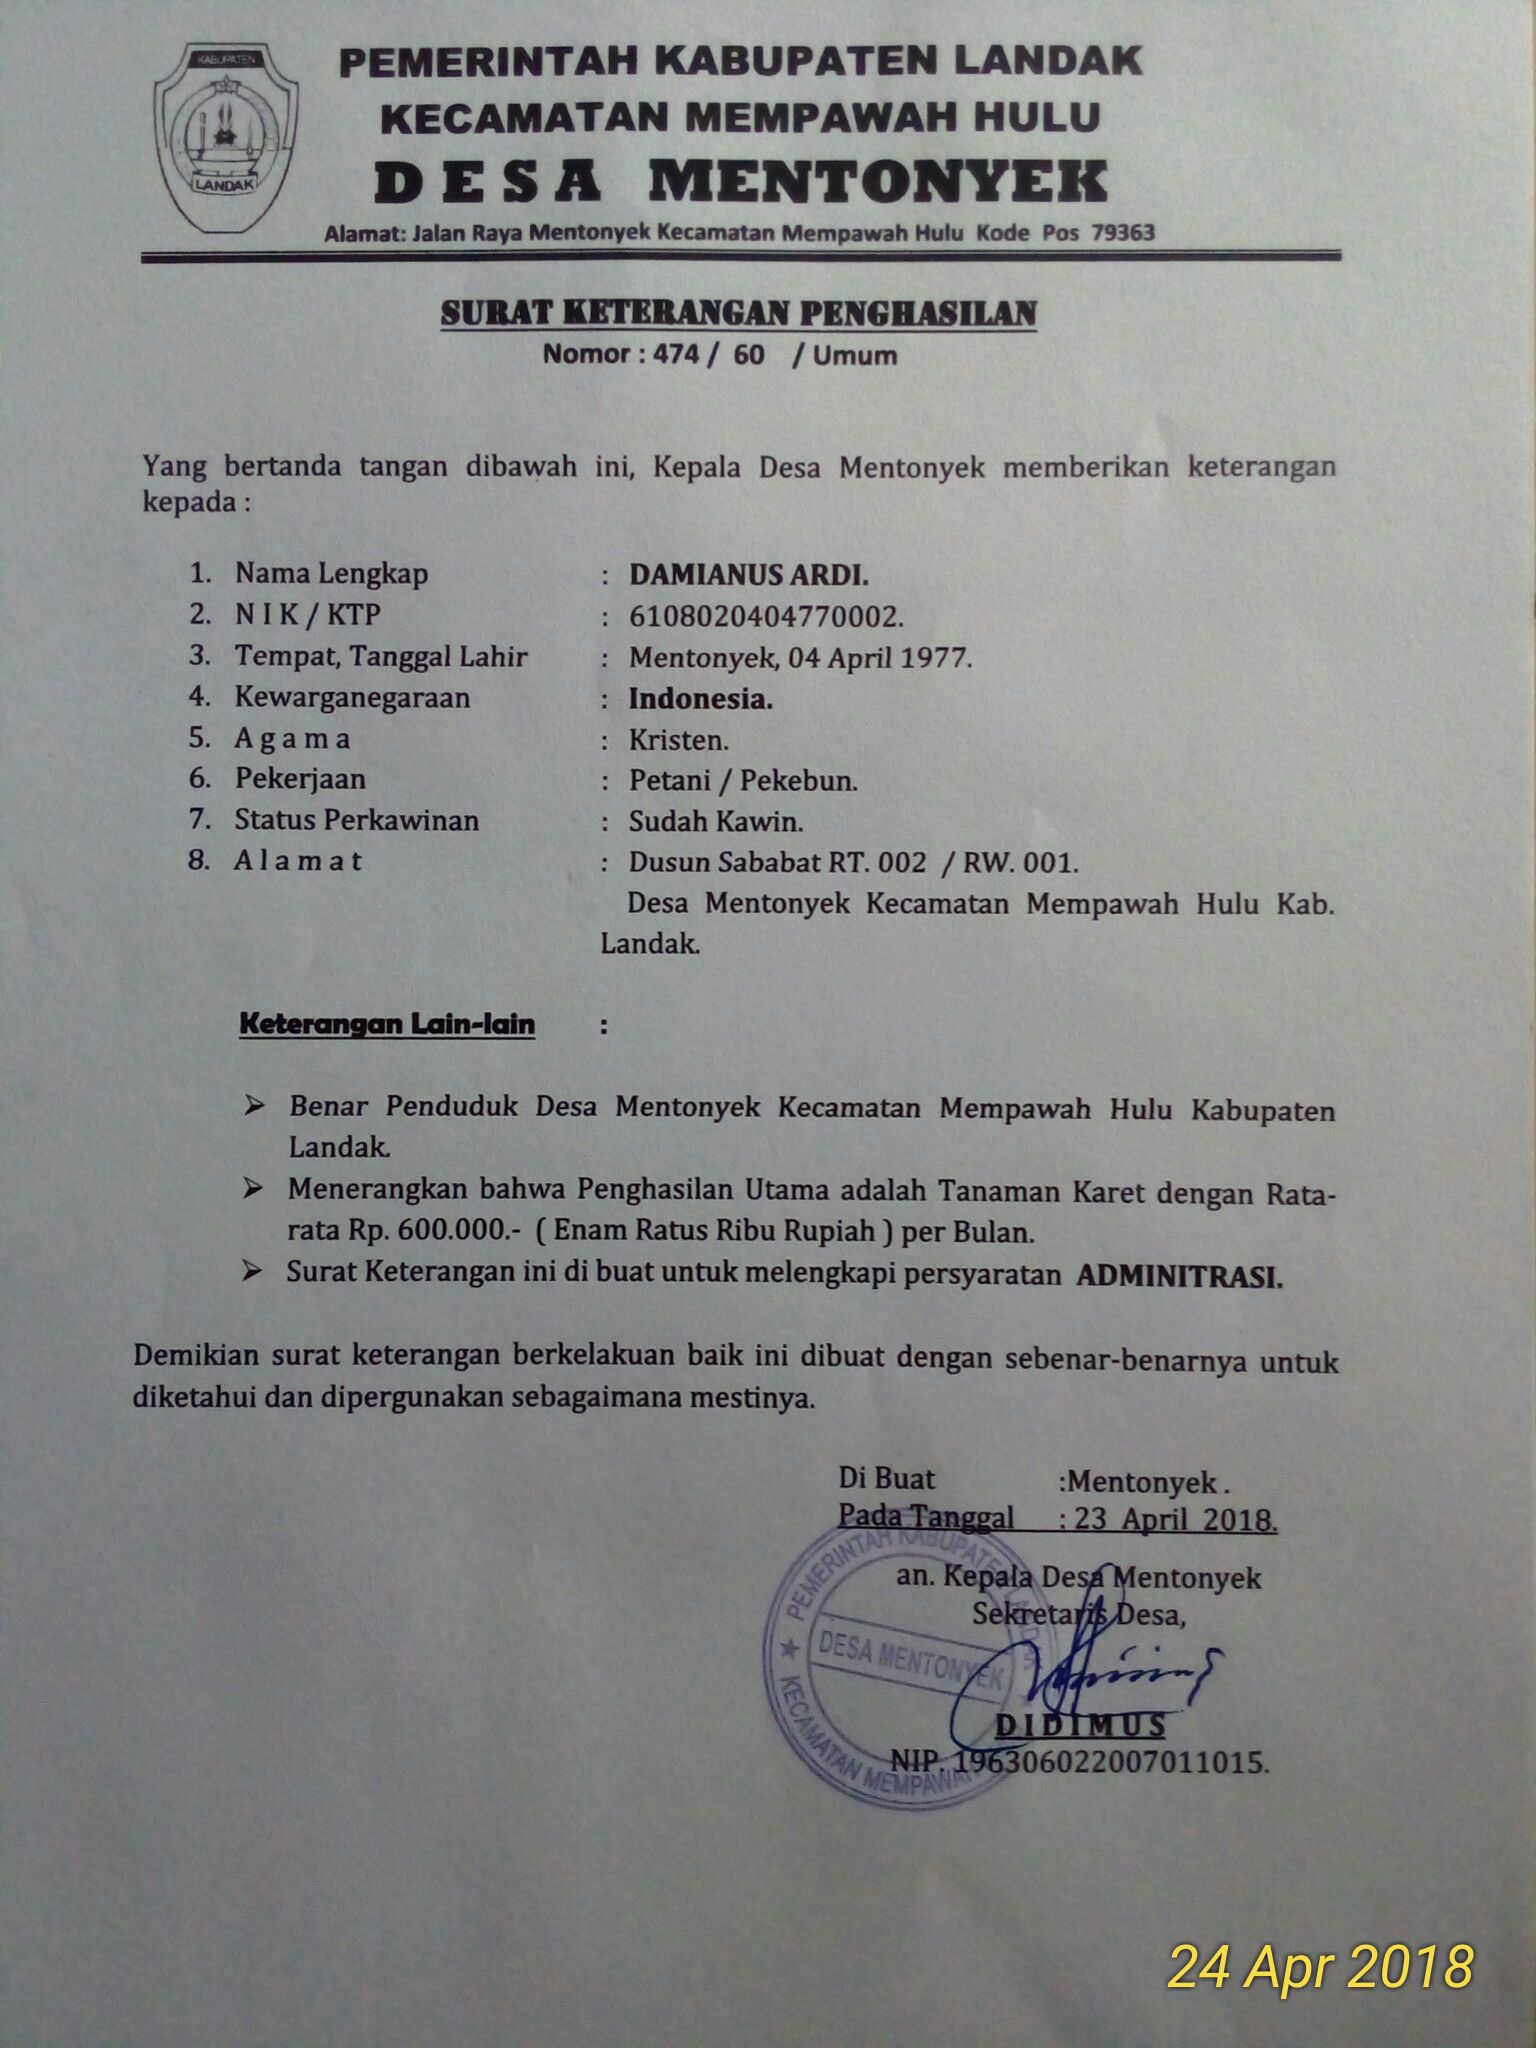 KABUPATEN
LANDAK
PEMERINTAH KABUPATEN LANDAK
KECAMATAN MEMPAWAH HULU
DESA MENTONYEK
Alamat: Jalan Raya Mentonyek Kecamatan Mempawah Hulu Kode Pos 79363
SURAT KETERANGAN PENGHASILAN
Nomor : 474 / 60 / Umum
Yang bertanda tangan dibawah ini, Kepala Desa Mentonyek memberikan keterangan
kepada :
1. Nama Lengkap : DAMIANUS ARDI.
2. N I K / KTP : 6108020404770002.
3. Tempat, Tanggal Lahir : Mentonyek, 04 April 1977.
4. Kewarganegaraan : Indonesia.
5. A g a m a : Kristen.
6. Pekerjaan : Petani / Pekebun.
7. Status Perkawinan : Sudah Kawin.
8. A l a m a t : Dusun Sababat RT. 002 / RW. 001.
Desa Mentonyek Kecamatan Mempawah Hulu Kab.
Landak.
Keterangan Lain-lain :
➢ Benar Penduduk Desa Mentonyek Kecamatan Mempawah Hulu Kabupaten
Landak.
➢ Menerangkan bahwa Penghasilan Utama adalah Tanaman Karet dengan Rata-
rata Rp. 600.000.- ( Enam Ratus Ribu Rupiah ) per Bulan.
➢ Surat Keterangan ini di buat untuk melengkapi persyaratan ADMINITRASI.
Demikian surat keterangan berkelakuan baik ini dibuat dengan sebenar-benarnya untuk
diketahui dan dipergunakan sebagaimana mestinya.
Di Buat :Mentonyek .
Pada Tanggal : 23 April 2018.
an. Kepala Desa Mentonyek
Sekretaris Desa,
PEMERINTAH KABUPATEN LANDAK
DESA MENTONYEK
KECAMATAN MEMPAWAH
D I D I M U S
NIP. 196306022007011015.
24 Apr 2018